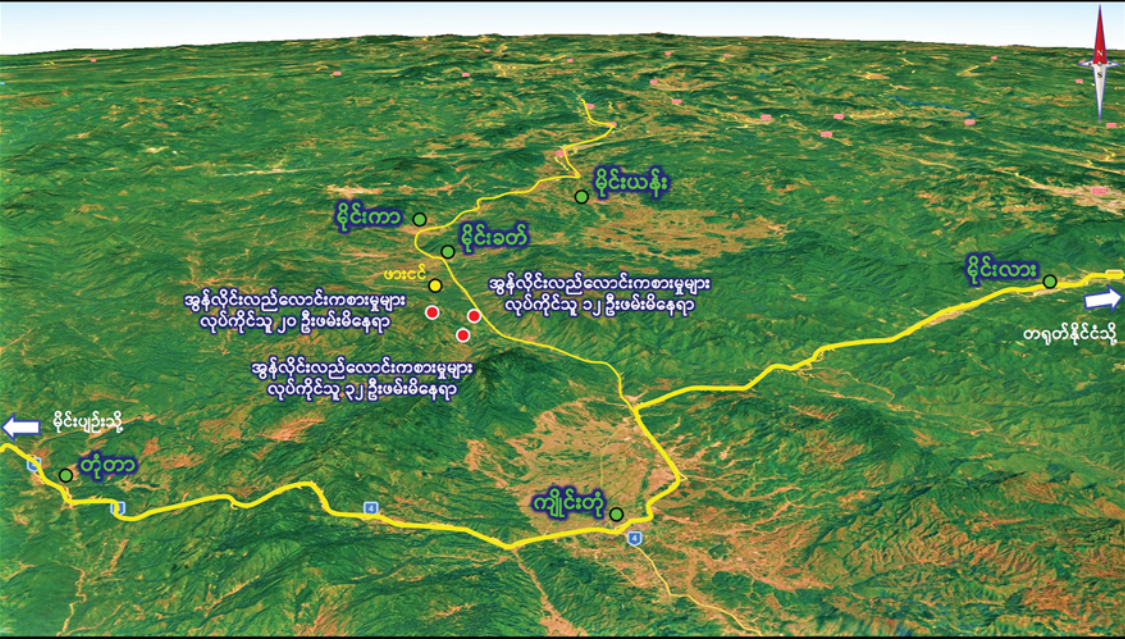 N
S
မိုင်းယန်း
မိုင်းကာ
မိုင်းခတ်
မိုင်းလား
ဖားငင်
အွန်လိုင်းလည်လောင်းကစားမှုများ
လုပ်ကိုင်သူ ၂၀ ဦးဖမ်းမိနေရာ
အွန်လိုင်းလည်လောင်းကစားမှုများ
လုပ်ကိုင်သူ ၁၂ ဦးဖမ်းမိနေရာ
တရုတ်နိုင်ငံသို့
အွန်လိုင်းလည်လောင်းကစားမှုများ
လုပ်ကိုင်သူ ၃၂ ဦးဖမ်းမိနေရာ
မိုင်းပျဉ်းသို့
တုံတာ
ကျိုင်းတုံ
4
4